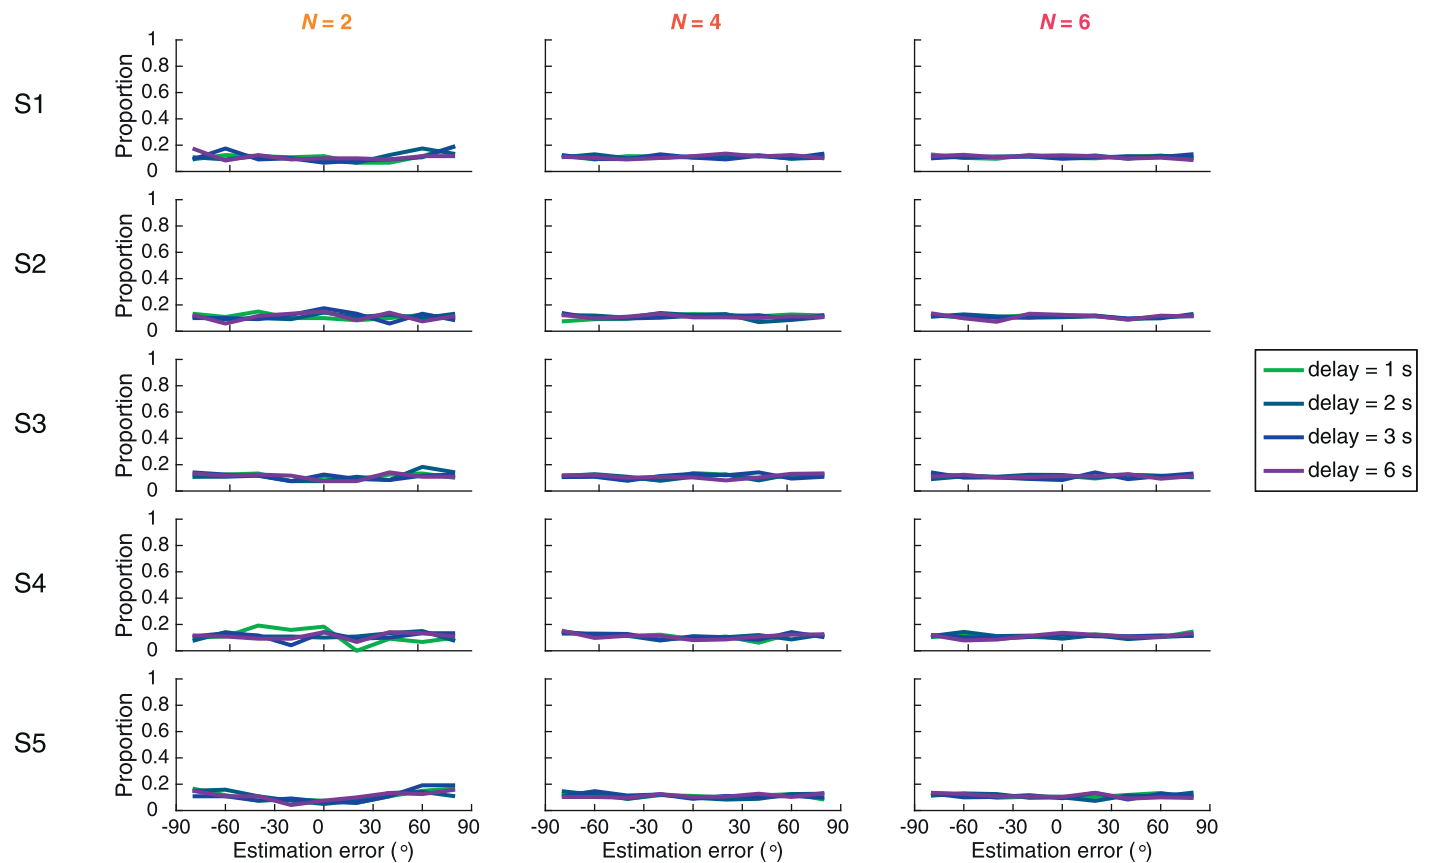 N = 2 N = 4 N = 6
S1
Proportion
1
0.8
0.6
0.4
0.2
0
S2
Proportion
1
0.8
0.6
0.4
0.2
0
S3
Proportion
1
0.8
0.6
0.4
0.2
0
delay = 1 s
delay = 2 s
delay = 3 s
delay = 6 s
S4
Proportion
1
0.8
0.6
0.4
0.2
0
S5
Proportion
1
0.8
0.6
0.4
0.2
0
-90 -60 -30 0 30 60 90 -90 -60 -30 0 30 60 90 -90 -60 -30 0 30 60 90
Estimation error (°) Estimation error (°) Estimation error (°)